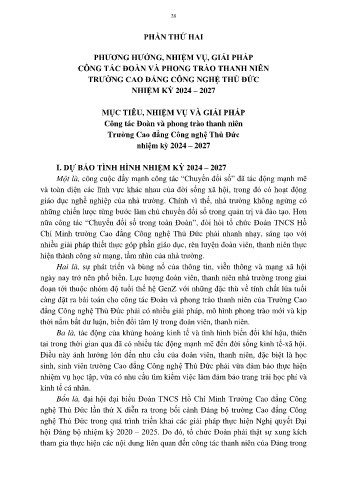 28
PHẦN THỨ HAI
PHƯƠNG HƯỚNG, NHIỆM VỤ, GIẢI PHÁP
CÔNG TÁC ĐOÀN VÀ PHONG TRÀO THANH NIÊN
TRƯỜNG CAO ĐẲNG CÔNG NGHỆ THỦ ĐỨC
NHIỆM KỲ 2024 – 2027
MỤC TIÊU, NHIỆM VỤ VÀ GIẢI PHÁP
Công tác Đoàn và phong trào thanh niên
Trường Cao đẳng Công nghệ Thủ Đức
nhiệm kỳ 2024 – 2027
I. DỰ BÁO TÌNH HÌNH NHIỆM KỲ 2024 – 2027
Một là, công cuộc đẩy mạnh công tác “Chuyển đổi số” đã tác động mạnh mẽ
và toàn diện các lĩnh vực khác nhau của đời sống xã hội, trong đó có hoạt động
giáo dục nghề nghiệp của nhà trường. Chính vì thế, nhà trường không ngừng có
những chiến lược từng bước làm chủ chuyển đổi số trong quản trị và đào tạo. Hơn
nữa công tác “Chuyển đổi số trong toàn Đoàn”, đòi hỏi tổ chức Đoàn TNCS Hồ
Chí Minh trường Cao đẳng Công nghệ Thủ Đức phải nhanh nhạy, sáng tạo với
nhiều giải pháp thiết thực góp phần giáo dục, rèn luyện đoàn viên, thanh niên thực
hiện thành công sứ mạng, tầm nhìn của nhà trường.
Hai là, sự phát triển và bùng nổ của thông tin, viễn thông và mạng xã hội
ngày nay trở nên phổ biến. Lực lượng đoàn viên, thanh niên nhà trường trong giai
đoạn tới thuộc nhóm độ tuổi thế hệ GenZ với những đặc thù về tính chất lứa tuổi
càng đặt ra bài toán cho công tác Đoàn và phong trào thanh niên của Trường Cao
đẳng Công nghệ Thủ Đức phải có nhiều giải pháp, mô hình phong trào mới và kịp
thời nắm bắt dư luận, biến đổi tâm lý trong đoàn viên, thanh niên.
Ba là, tác động của khủng hoảng kinh tế và tình hình biến đổi khí hậu, thiên
tai trong thời gian qua đã có nhiều tác động mạnh mẽ đến đời sống kinh tế-xã hội.
Điều này ảnh hưởng lớn đến nhu cầu của đoàn viên, thanh niên, đặc biệt là học
sinh, sinh viên trường Cao đẳng Công nghệ Thủ Đức phải vừa đảm bảo thực hiện
nhiệm vụ học tập, vừa có nhu cầu tìm kiếm việc làm đảm bảo trang trải học phí và
kinh tế cá nhân.
Bốn là, đại hội đại biểu Đoàn TNCS Hồ Chí Minh Trường Cao đẳng Công
nghệ Thủ Đức lần thứ X diễn ra trong bối cảnh Đảng bộ trường Cao đẳng Công
nghệ Thủ Đức trong quá trình triển khai các giải pháp thực hiện Nghị quyết Đại
hội Đảng bộ nhiệm kỳ 2020 – 2025. Do đó, tổ chức Đoàn phải thật sự xung kích
tham gia thực hiện các nội dung liên quan đến công tác thanh niên của Đảng trong